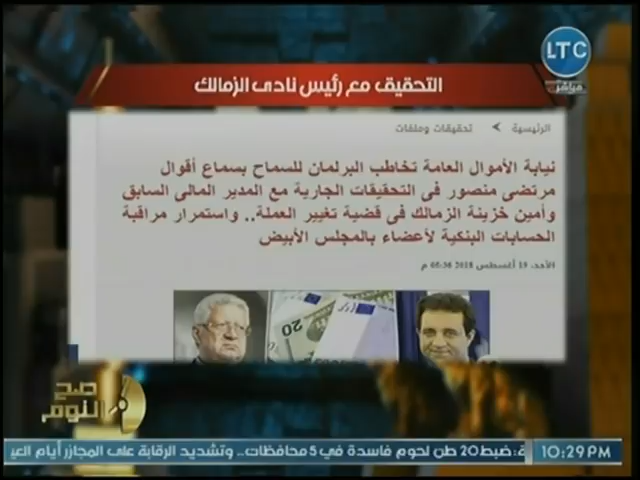 LTC
مباشر
التحقيق مع رئيس نادى الزمالك
الرئيسية > تحقيقات وملفات
نيابة الأموال العامة تخاطب البرلمان للسماح بسماع أقوال
مرتضى منصور فى التحقيقات الجارية مع المدير المالى السابق
وأمين خزينة الزمالك فى قضية تغيير العملة.. واستمرار مراقبة
الحسابات البنكية لأعضاء بالمجلس الأبيض
الأحد، 19 أغسطس 2018 05:36 م
20
صح النوم
ة: ضبط 20 طن لحوم فاسدة في 5 محافظات.. وتشديد الرقابة على المجازر أيام العيد
10:29 PM